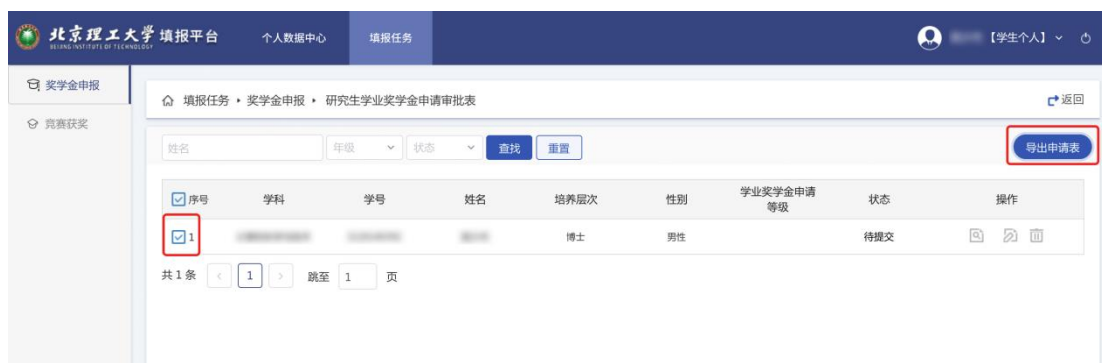 北京理工大学 填报平台 个人数据中心 填报任务 【学生个人】
BEIJING INSTITUTE OF TECHNOLOGY
奖学金申报
竞赛获奖
填报任务 奖学金申报 研究生学业奖学金申请审批表 返回
姓名 年级 状态 查找 重置 导出申请表
序号 学科 学号 姓名 培养层次 性别 学业奖学金申请 状态 操作
等级
1 博士 男性 待提交
共1条 < 1 > 跳至 1 页